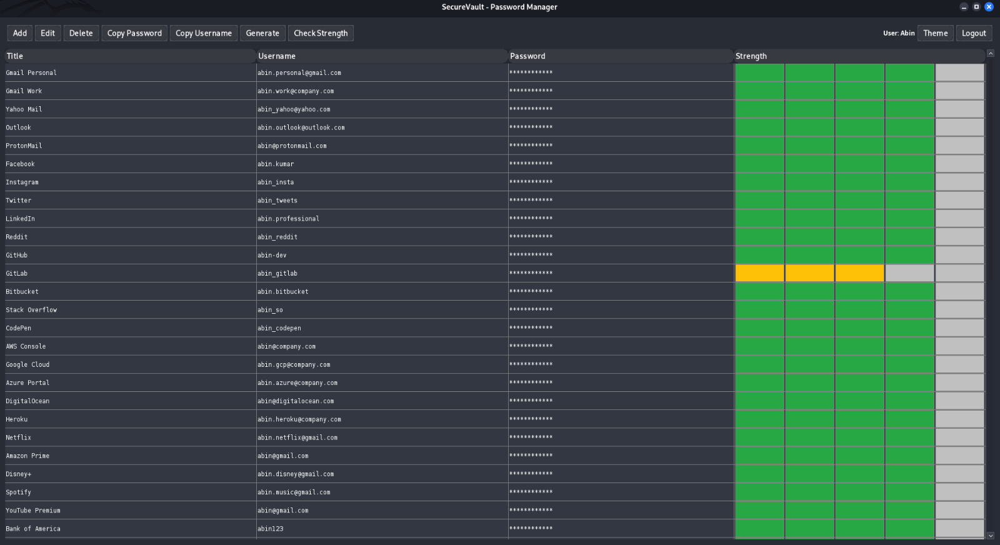 SecureVault - Password Manager
Add Edit Delete Copy Password Copy Username Generate Check Strength User: Abin Theme Logout
Title Username Password Strength
Gmail Personal abin.personal@gmail.com ************
Gmail Work abin.work@company.com ************
Yahoo Mail abin_yahoo@yahoo.com ************
Outlook abin.outlook@outlook.com ************
ProtonMail abin@protonmail.com ************
Facebook abin.kumar ************
Instagram abin_insta ************
Twitter abin_tweets ************
LinkedIn abin.professional ************
Reddit abin_reddit ************
GitHub abin-dev ************
GitLab abin_gitlab ************
Bitbucket abin.bitbucket ************
Stack Overflow abin_so ************
CodePen abin_codepen ************
AWS Console abin@company.com ************
Google Cloud abin.gcp@company.com ************
Azure Portal abin.azure@company.com ************
DigitalOcean abin@digitalocean.com ************
Heroku abin.heroku@company.com ************
Netflix abin.netflix@gmail.com ************
Amazon Prime abin@gmail.com ************
Disney+ abin.disney@gmail.com ************
Spotify abin.music@gmail.com ************
YouTube Premium abin@gmail.com ************
Bank of America abin123 ************